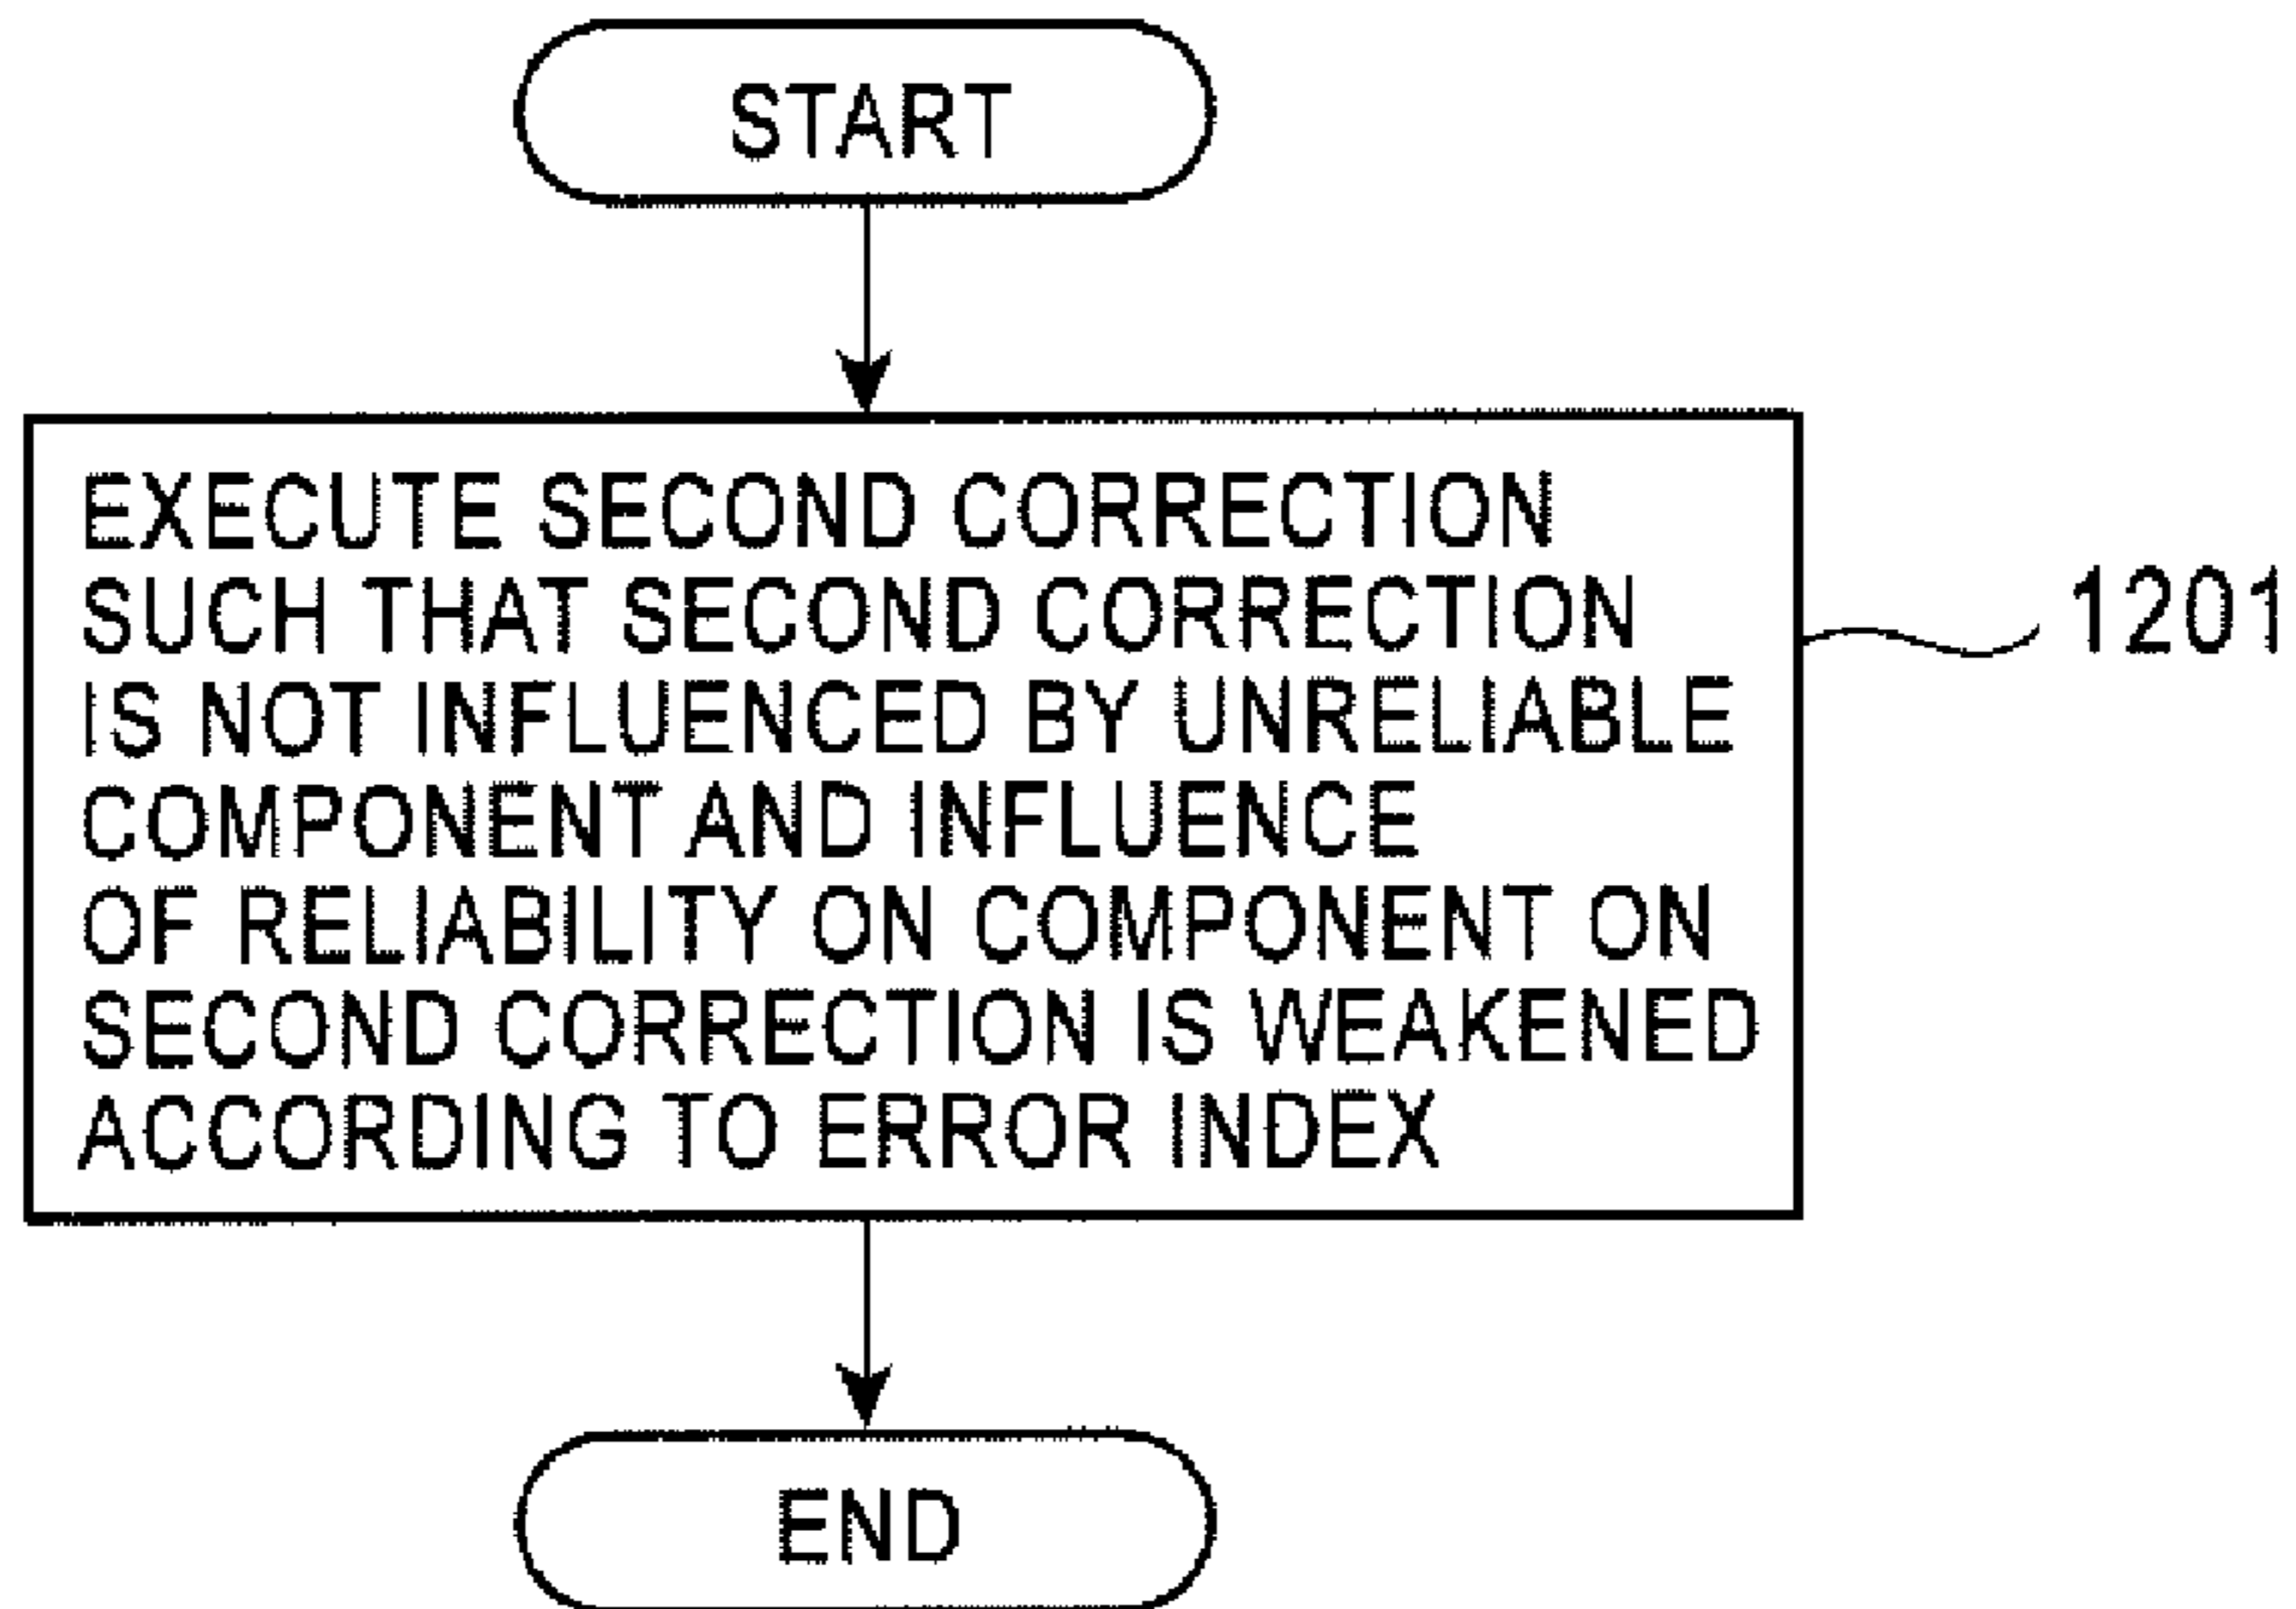 START
EXECUTE SECOND CORRECTION
SUCH THAT SECOND CORRECTION
IS NOT INFLUENCED BY UNRELIABLE
COMPONENT AND INFLUENCE
OF RELIABILITY ON COMPONENT ON
SECOND CORRECTION IS WEAKENED
ACCORDING TO ERROR INDEX
1201
END